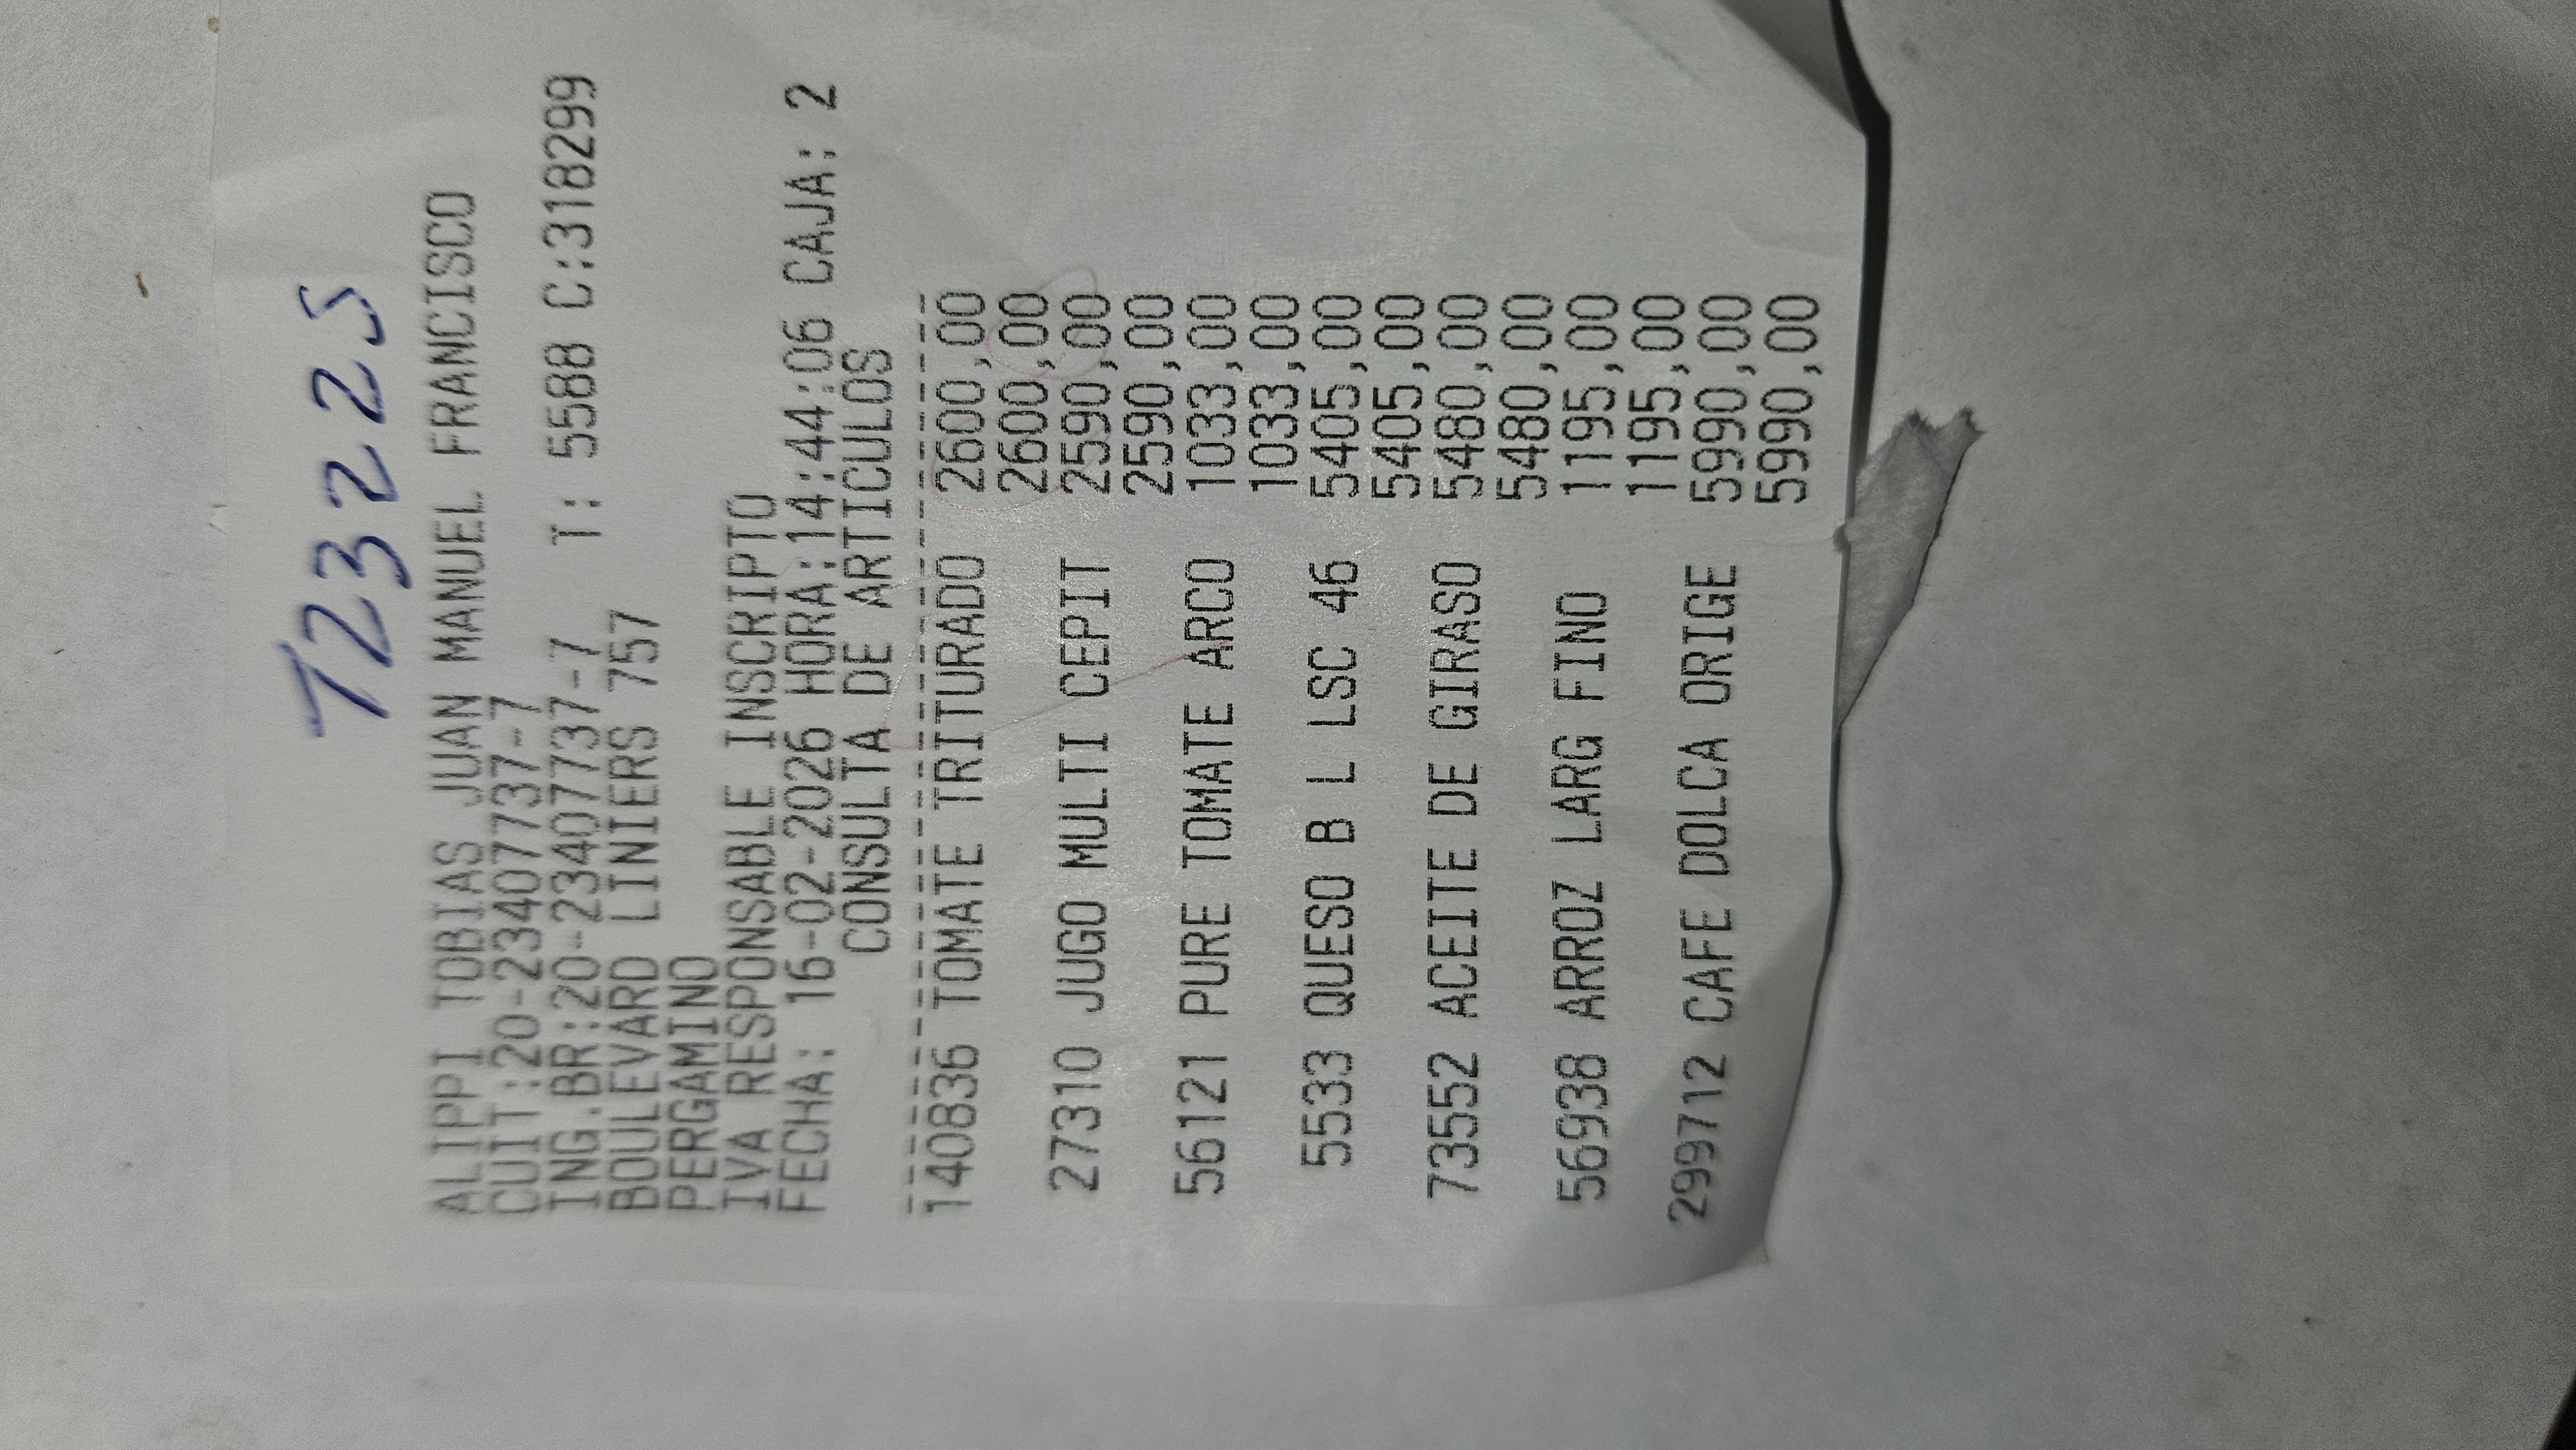 T23225
ALIPPI TOBIAS JUAN MANUEL FRANCISCO
CUIT:20-23407737-7
ING.BR:20-23407737-7 T: 5588 C:318299
BOULEVARD LINIERS 757
PERGAMINO
IVA RESPONSABLE INSCRIPTO
FECHA: 16-02-2026 HORA:14:44:06 CAJA: 2
CONSULTA DE ARTICULOS
140836 TOMATE TRITURADO 2600,00
2600,00
27310 JUGO MULTI CEPIT 2590,00
2590,00
56121 PURE TOMATE ARCO 1033,00
1033,00
5533 QUESO B L LSC 46 5405,00
5405,00
73552 ACEITE DE GIRASO 5480,00
5480,00
56938 ARROZ LARG FINO 1195,00
1195,00
299712 CAFE DOLCA ORIGE 5990,00
5990,00